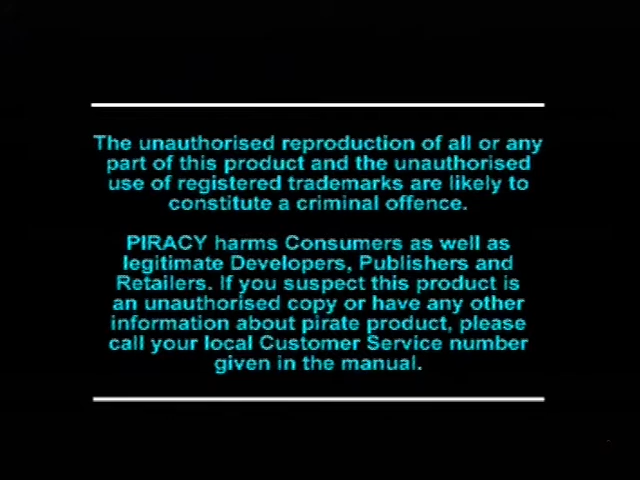 The unauthorised reproduction of all or any
part of this product and the unauthorised
use of registered trademarks are likely to
constitute a criminal offence.
PIRACY harms Consumers as well as
legitimate Developers, Publishers and
Retailers. If you suspect this product is
an unauthorised copy or have any other
information about pirate product, please
call your local Customer Service number
given in the manual.